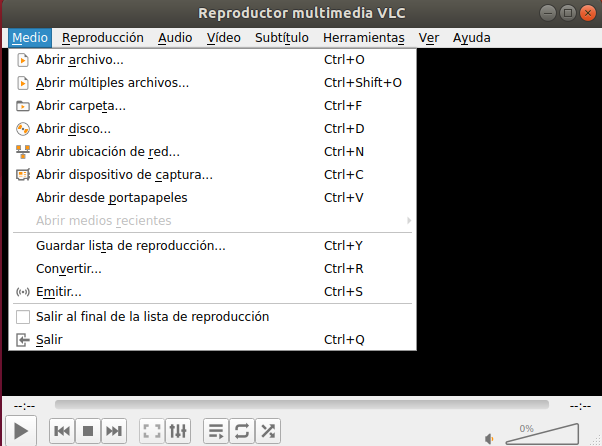 Reproductor multimedia VLC
Medio Reproducción Audio Vídeo Subtítulo Herramientas Ver Ayuda
Abrir archivo... Ctrl+O
Abrir múltiples archivos... Ctrl+Shift+O
Abrir carpeta... Ctrl+F
Abrir disco... Ctrl+D
Abrir ubicación de red... Ctrl+N
Abrir dispositivo de captura... Ctrl+C
Abrir desde portapapeles Ctrl+V
Abrir medios recientes
Guardar lista de reproducción... Ctrl+Y
Convertir... Ctrl+R
Emitir... Ctrl+S
Salir al final de la lista de reproducción
Salir Ctrl+Q
--:-- --:--
0%